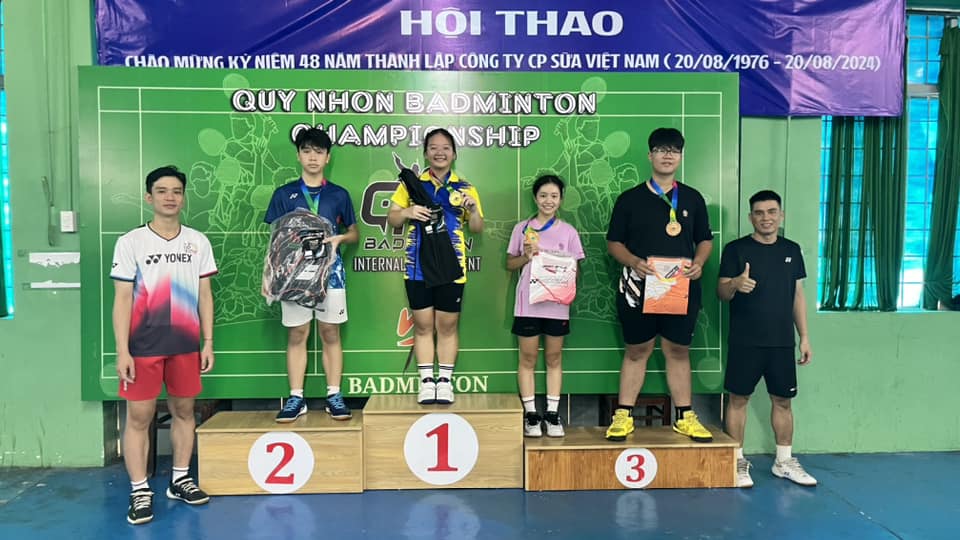 HỘI THAO
CHÀO MỪNG KỶ NIỆM 48 NĂM THÀNH LẬP CÔNG TY CP SỮA VIỆT NAM ( 20/08/1976 - 20/08/2024)
QUY NHON BADMINTON
CHAMPIONSHIP
BADMINTON
YONEX
BADMINTON
2
1
3